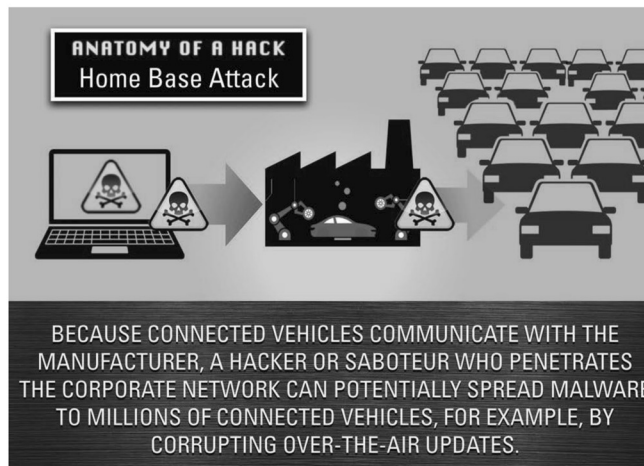 ANATOMY OF A HACK
Home Base Attack
BECAUSE CONNECTED VEHICLES COMMUNICATE WITH THE
MANUFACTURER, A HACKER OR SABOTEUR WHO PENETRATES
THE CORPORATE NETWORK CAN POTENTIALLY SPREAD MALWARE
TO MILLIONS OF CONNECTED VEHICLES, FOR EXAMPLE, BY
CORRUPTING OVER-THE-AIR UPDATES.